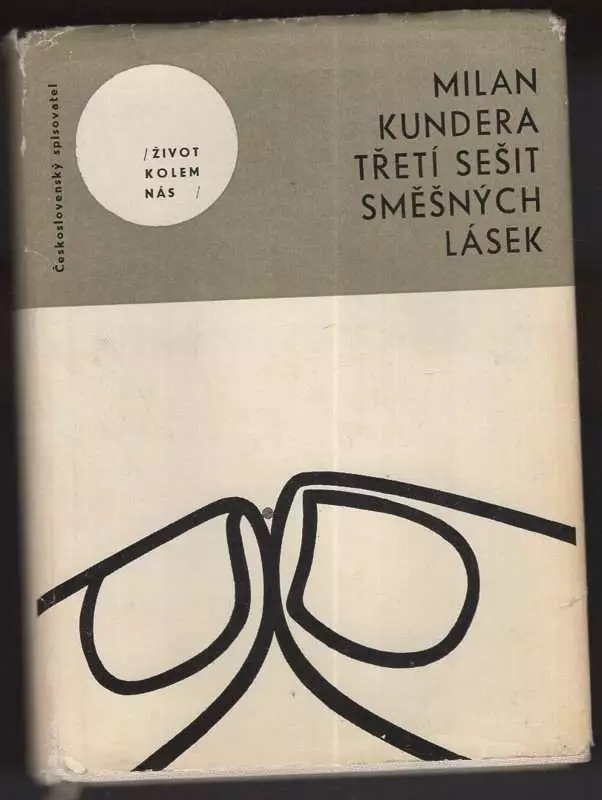 Československý spisovatel
/ŽIVOT
KOLEM
NÁS /
MILAN
KUNDERA
TŘETÍ SEŠIT
SMĚŠNÝCH
LÁSEK